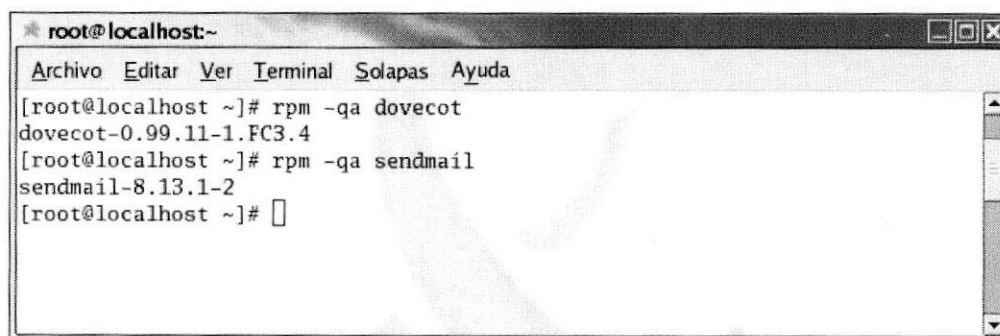 root@localhost:~
Archivo Editar Ver Terminal Solapas Ayuda
[root@localhost ~]# rpm -qa dovecot
dovecot-0.99.11-1.FC3.4
[root@localhost ~]# rpm -qa sendmail
sendmail-8.13.1-2
[root@localhost ~]#